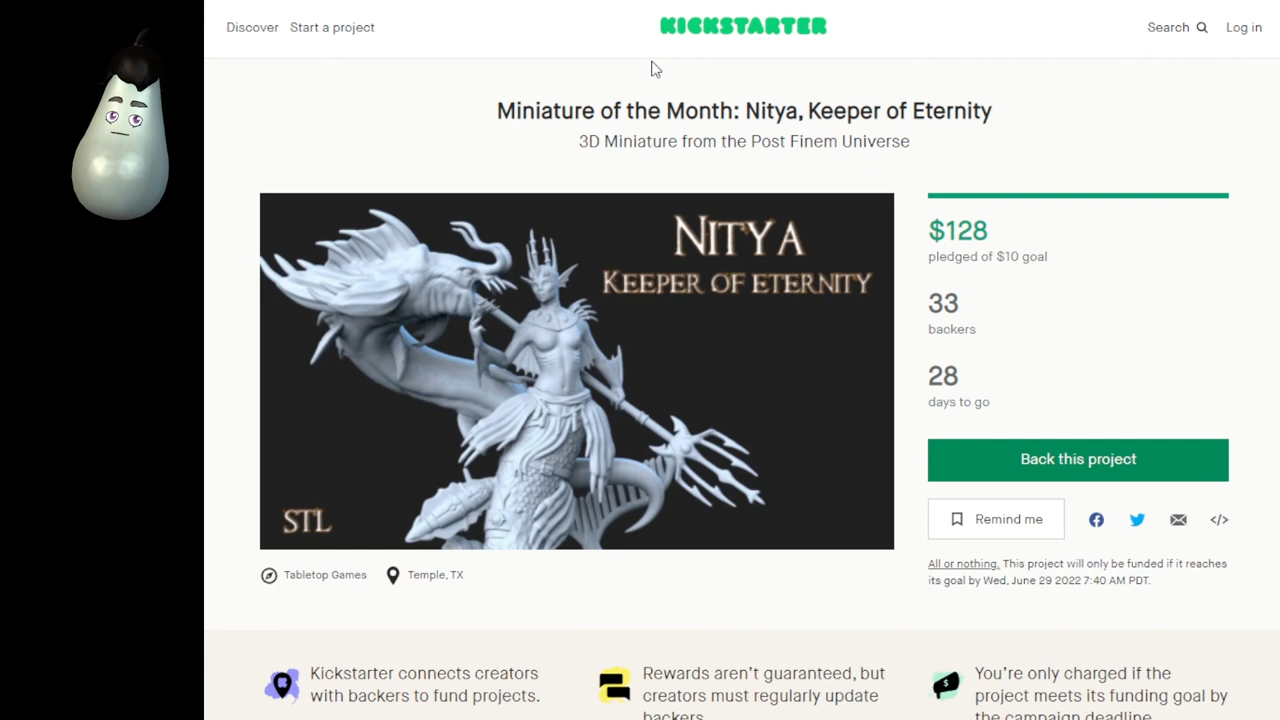 Discover Start a project
KICKSTARTER
Search Log in
Miniature of the Month: Nitya, Keeper of Eternity
3D Miniature from the Post Finem Universe
NITYA
KEEPER OF ETERNITY
STL
Tabletop Games Temple, TX
$128
pledged of $10 goal
33
backers
28
days to go
Back this project
Remind me
All or nothing. This project will only be funded if it reaches
its goal by Wed, June 29 2022 7:40 AM PDT.
Kickstarter connects creators
with backers to fund projects.
Rewards aren't guaranteed, but
creators must regularly update
backers.
You're only charged if the
project meets its funding goal by
the campaign deadline.